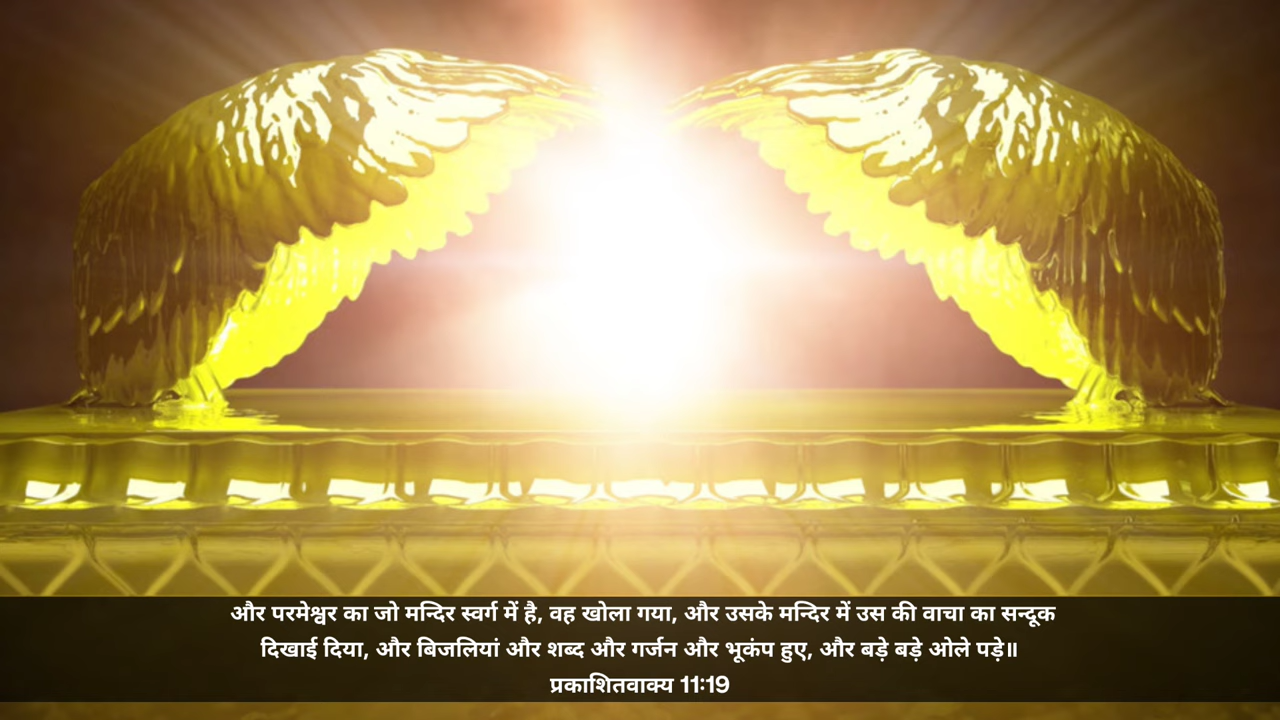 और परमेश्वर का जो मन्दिर स्वर्ग में है, वह खोला गया, और उसके मन्दिर में उस की वाचा का सन्दूक
दिखाई दिया, और बिजलियां और शब्द और गर्जन और भूकंप हुए, और बड़े बड़े ओले पड़े॥
प्रकाशितवाक्य 11:19